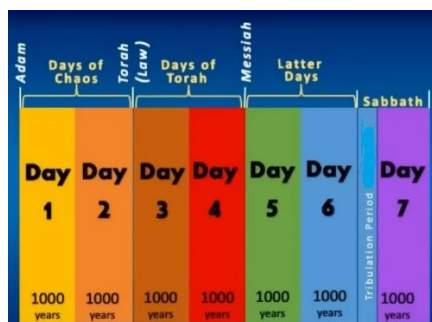 Adam
Days of
Chaos
Torah
(Law)
Days of
Torah
Messiah
Latter
Days
Sabbath
Day
1
1000
years
Day
2
1000
years
Day
3
1000
years
Day
4
1000
years
Day
5
1000
years
Day
6
1000
years
Tribulation Period
Day
7
1000
years